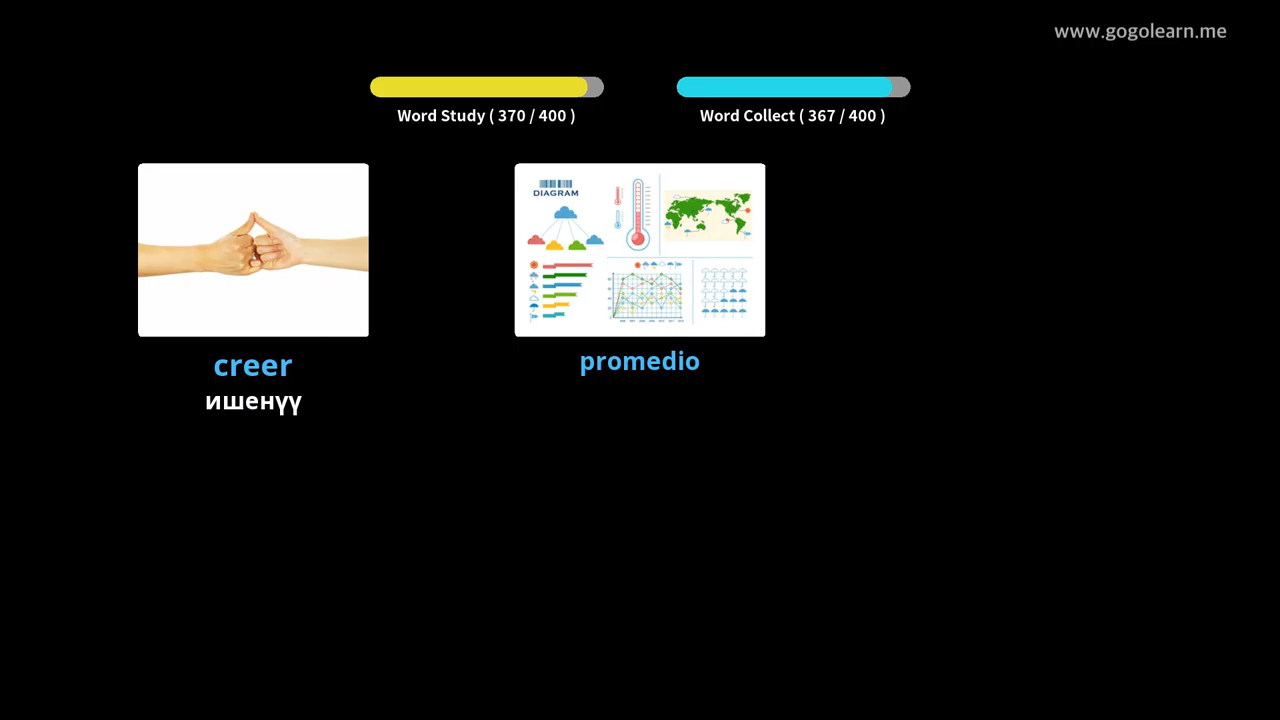 www.gogolearn.me
Word Study ( 370 / 400 )
Word Collect ( 367 / 400 )
DIAGRAM
creer
ишенүү
promedio